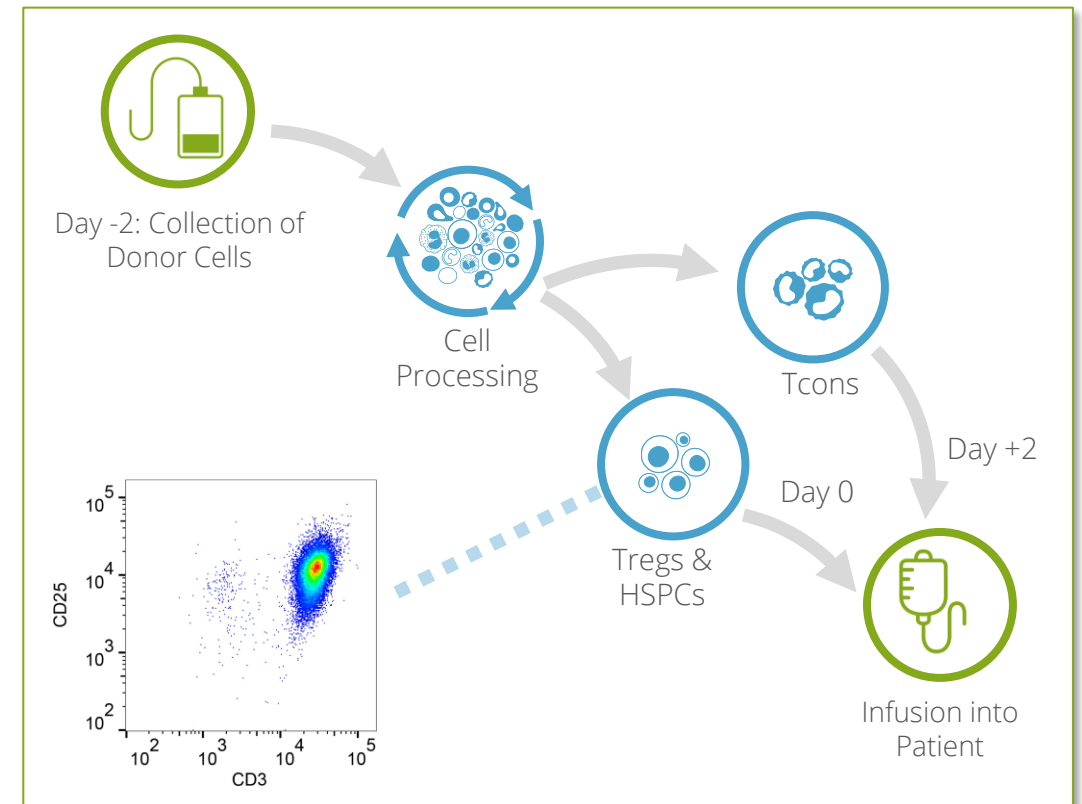 Day -2: Collection of
Donor Cells
Cell
Processing
Tcons
Day +2
Day 0
Tregs &
HSPCs
Infusion into
Patient
CD25
10^5
10^4
10^3
10^2
10^2 10^3 10^4 10^5
CD3